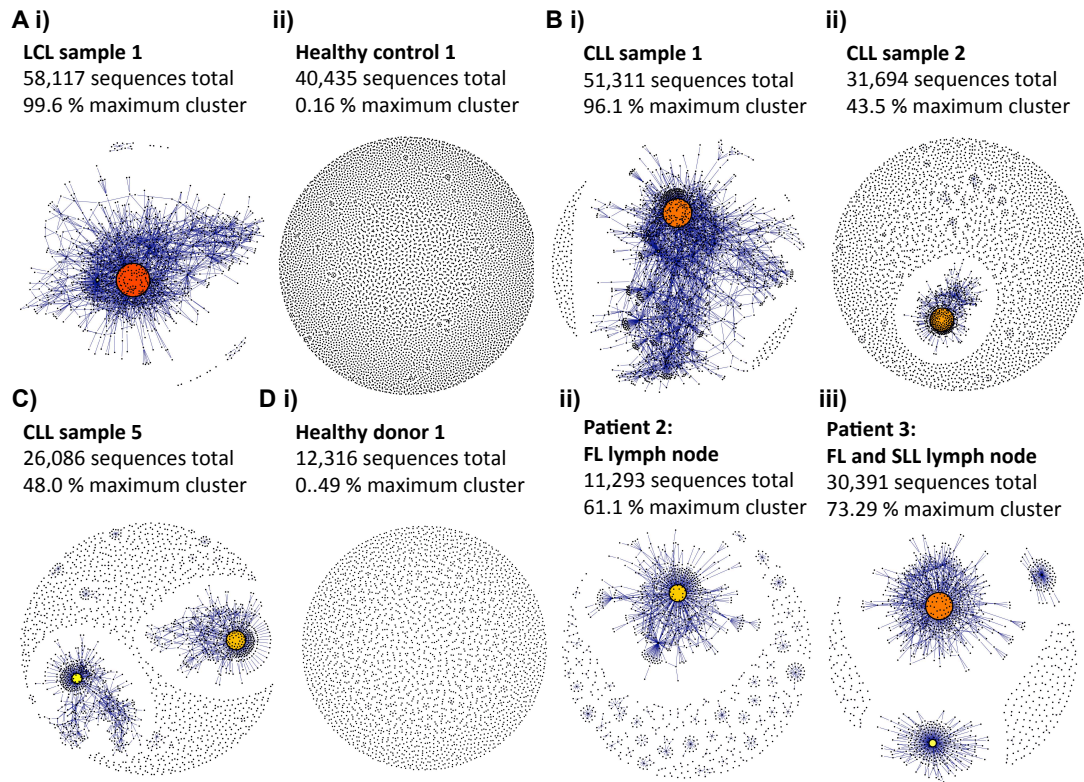 A i)
LCL sample 1
58,117 sequences total
99.6 % maximum cluster
ii)
Healthy control 1
40,435 sequences total
0.16 % maximum cluster
B i)
CLL sample 1
51,311 sequences total
96.1 % maximum cluster
ii)
CLL sample 2
31,694 sequences total
43.5 % maximum cluster
C)
CLL sample 5
26,086 sequences total
48.0 % maximum cluster
D i)
Healthy donor 1
12,316 sequences total
0..49 % maximum cluster
ii)
Patient 2:
FL lymph node
11,293 sequences total
61.1 % maximum cluster
iii)
Patient 3:
FL and SLL lymph node
30,391 sequences total
73.29 % maximum cluster